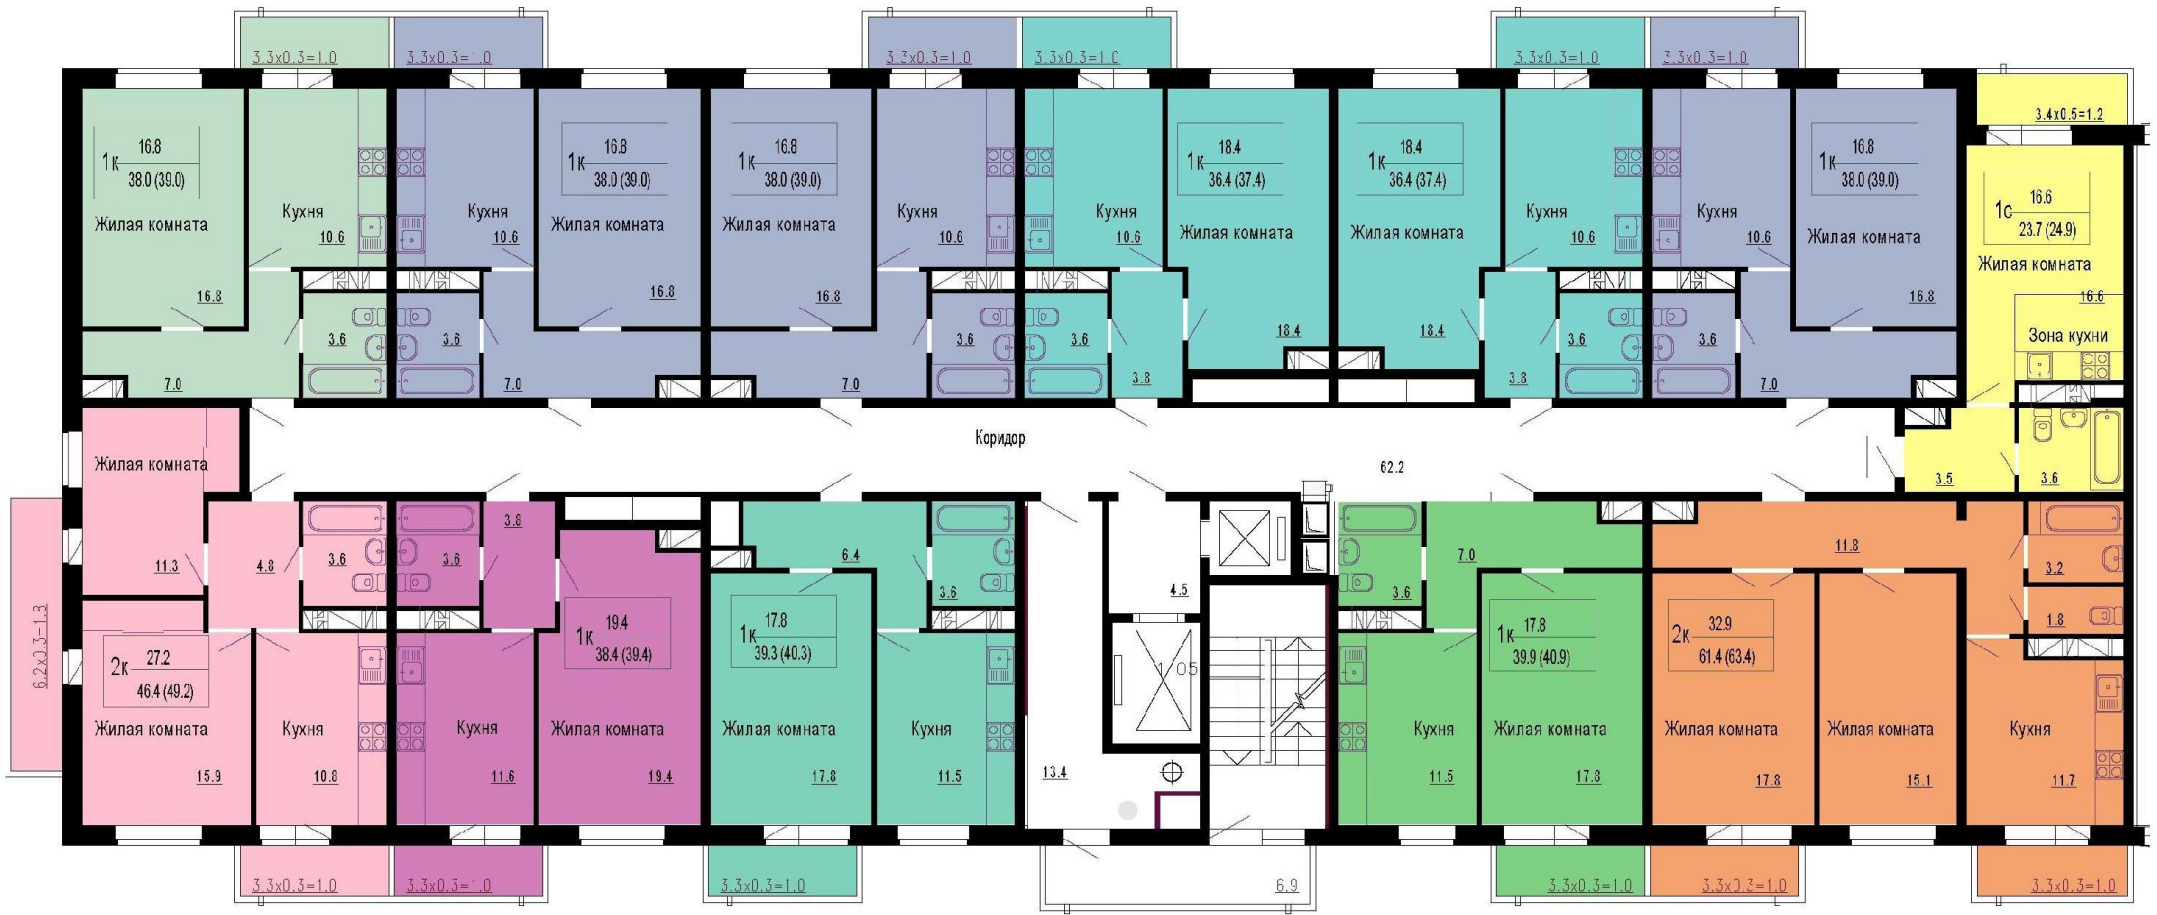 3.3x0.3=1.0
3.3x0.3=1.0
3.3x0.3=1.0
3.3x0.3=1.0
3.3x0.3=1.0
3.3x0.3=1.0
3.4x0.5=1.2
1к 16.8
38.0 (39.0)
Жилая комната
16.8
Кухня
10.6
3.6
7.0
Кухня
10.6
1к 16.8
38.0 (39.0)
Жилая комната
16.8
3.6
7.0
1к 16.8
38.0 (39.0)
Жилая комната
16.8
Кухня
10.6
3.6
7.0
Кухня
10.6
1к 18.4
36.4 (37.4)
Жилая комната
18.4
3.6
3.8
1к 18.4
36.4 (37.4)
Жилая комната
18.4
Кухня
10.6
3.6
3.8
Кухня
10.6
1к 16.8
38.0 (39.0)
Жилая комната
16.8
3.6
7.0
1с 16.6
23.7 (24.9)
Жилая комната
16.6
Зона кухни
3.5
3.6
Коридор
62.2
Жилая комната
11.3
4.8
3.6
6.2x0.3=1.3
2к 27.2
46.4 (49.2)
Жилая комната
15.9
Кухня
10.8
3.6
3.8
Кухня
11.6
1к 19.4
38.4 (39.4)
Жилая комната
19.4
6.4
3.6
1к 17.8
39.3 (40.3)
Жилая комната
17.8
Кухня
11.5
4.5
1.05
13.4
3.6
7.0
Кухня
11.5
1к 17.8
39.9 (40.9)
Жилая комната
17.8
11.8
3.2
1.8
2к 32.9
61.4 (63.4)
Жилая комната
17.8
Жилая комната
15.1
Кухня
11.7
3.3x0.3=1.0
3.3x0.3=1.0
3.3x0.3=1.0
6.9
3.3x0.3=1.0
3.3x0.3=1.0
3.3x0.3=1.0